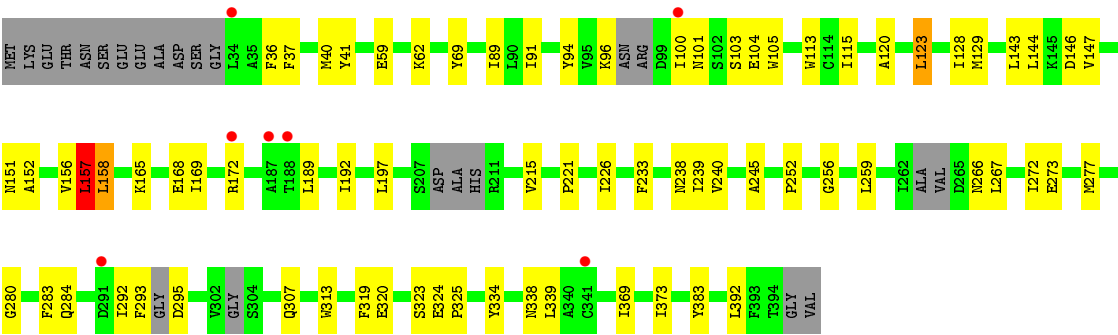 MET LYS GLU THR ASN SER GLU GLU ALA ASP SER GLY L34 A35 F36 F37 M40 Y41 E59 K62 Y69 I89 L90 I91 Y94 V95 K96 ASN ARG D99 I100 N101 S102 S103 E104 W105 W113 C114 I115 A120 L123 I128 M129 L143 L144 K145 D146 V147
N151 A152 V156 L157 L158 K165 E168 I169 R172 A187 T188 L189 I192 L197 S207 ASP ALA HIS R211 V215 P221 I226 F233 N238 I239 V240 A245 P252 G256 L259 I262 ALA VAL D265 N266 L267 I272 E273 M277
G280 F283 Q284 D291 I292 F293 GLY D295 V302 GLY S304 Q307 W313 F319 E320 S323 E324 P325 Y334 N338 L339 A340 C341 I369 I373 Y383 L392 F393 T394 GLY VAL